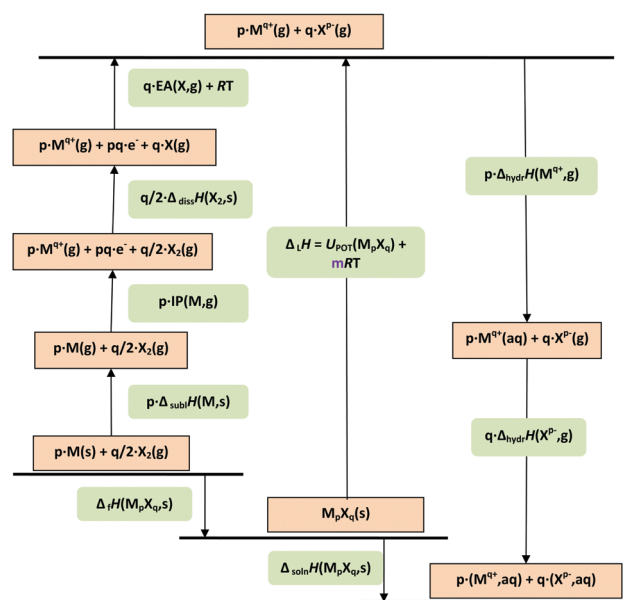 p·M^q+(g) + q·X^p-(g)
q·EA(X,g) + RT
p·M^q+(g) + pq·e^- + q·X(g)
p·Δ_hydr H(M^q+,g)
q/2·Δ_diss H(X₂,s)
p·M^q+(g) + pq·e^- + q/2·X₂(g)
Δ_L H = U_POT(M_pX_q) +
mRT
p·IP(M,g)
p·M(g) + q/2·X₂(g)
p·M^q+(aq) + q·X^p-(g)
p·Δ_subl H(M,s)
q·Δ_hydr H(X^p-,g)
p·M(s) + q/2·X₂(g)
Δ_f H(M_pX_q,s)
M_pX_q(s)
Δ_soln H(M_pX_q,s)
p·(M^q+,aq) + q·(X^p-,aq)